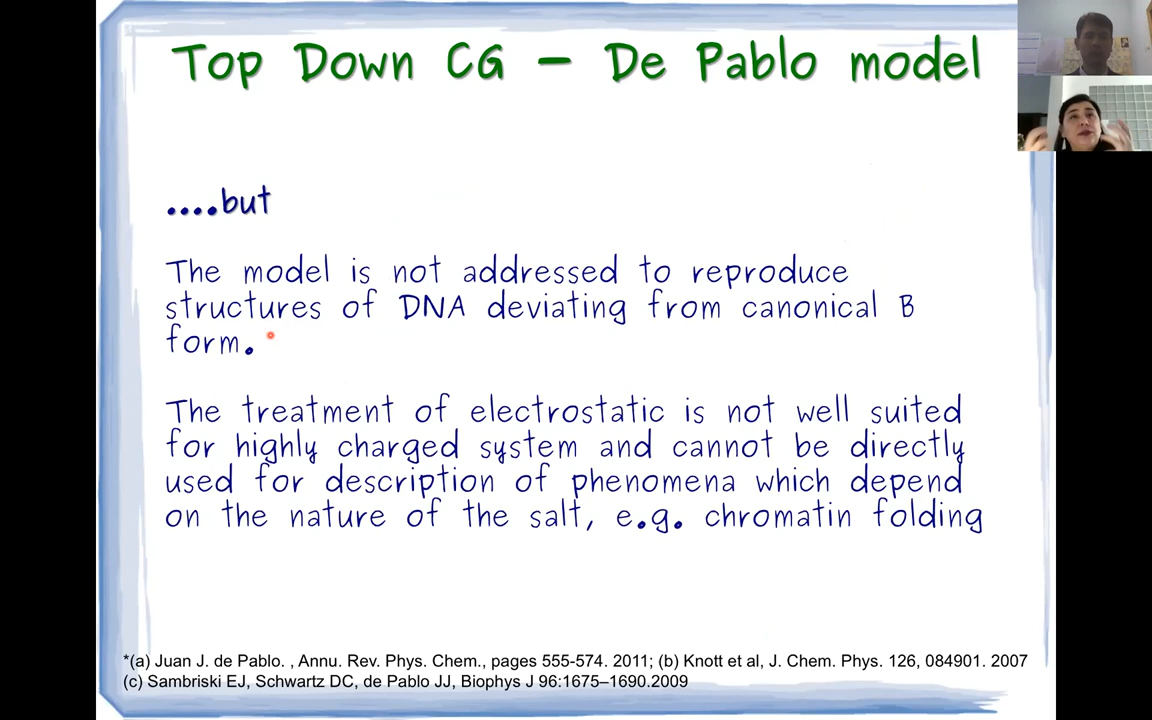 Top Down CG – De Pablo model
....but
The model is not addressed to reproduce
structures of DNA deviating from canonical B
form.
The treatment of electrostatic is not well suited
for highly charged system and cannot be directly
used for description of phenomena which depend
on the nature of the salt, e.g. chromatin folding
*(a) Juan J. de Pablo. , Annu. Rev. Phys. Chem., pages 555-574. 2011; (b) Knott et al, J. Chem. Phys. 126, 084901. 2007
(c) Sambriski EJ, Schwartz DC, de Pablo JJ, Biophys J 96:1675–1690.2009